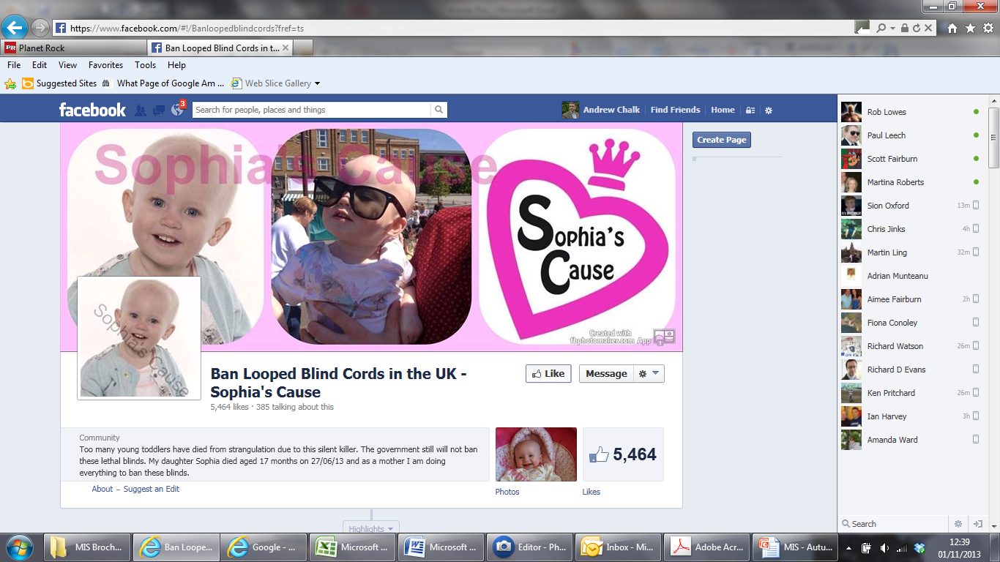 https://www.facebook.com/#!/Banloopedblindcords?fref=ts
PR Planet Rock
Ban Looped Blind Cords in t...
File Edit View Favorites Tools Help
Suggested Sites What Page of Google Am ... Web Slice Gallery
facebook 3 Search for people, places and things Andrew Chalk Find Friends Home
Create Page
Sophia's Cause
Sophia's
Cause
Created with
fbphotomaker.com App
Sophia's Cause
Ban Looped Blind Cords in the UK -
Sophia's Cause
Like Message
5,464 likes · 385 talking about this
Community
Too many young toddlers have died from strangulation due to this silent killer. The government still will not ban
these lethal blinds. My daughter Sophia died aged 17 months on 27/06/13 and as a mother I am doing
everything to ban these blinds.
About – Suggest an Edit
5,464
Photos Likes
Highlights
Rob Lowes
Paul Leech
Scott Fairburn
Martina Roberts
Sion Oxford 13m
Chris Jinks 4h
Martin Ling 32m
Adrian Munteanu
Aimee Fairburn 2h
Fiona Conoley
Richard Watson 26m
Richard D Evans
Ken Pritchard 26m
Ian Harvey 3h
Amanda Ward
Search
MIS Broch... Ban Loope... Google - ... Microsoft ... Microsoft ... Editor - Ph... Inbox - Mi... Adobe Acr... MIS - Autu...
12:39
01/11/2013